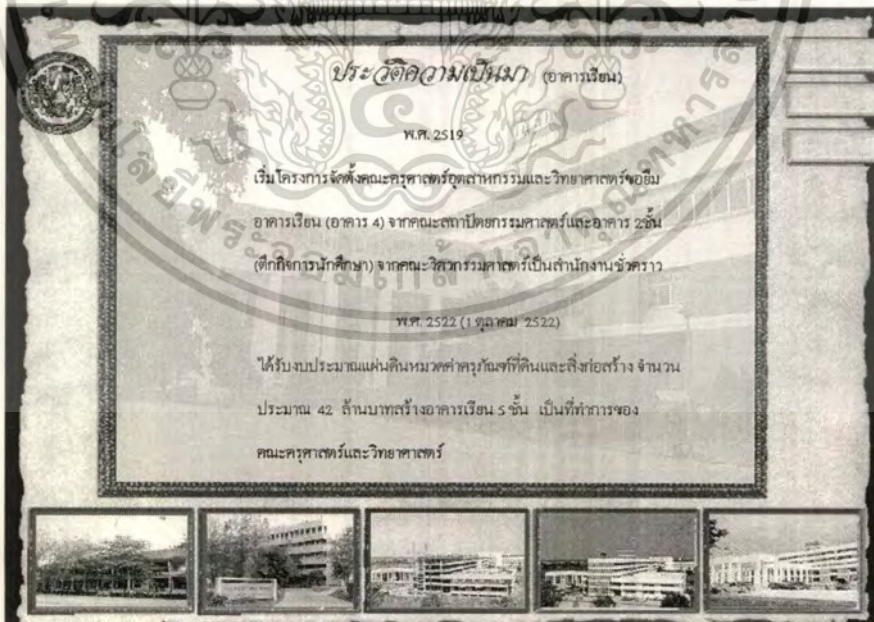 ประวัติความเป็นมา (อาคารเรียน)
พ.ศ. 2519
เริ่มโครงการจัดตั้งคณะครุศาสตร์อุตสาหกรรมและวิทยาศาสตร์ขอยืม
อาคารเรียน (อาคาร 4) จากคณะสถาปัตยกรรมศาสตร์และอาคาร 2ชั้น
(ตึกกิจการนักศึกษา) จากคณะวิศวกรรมศาสตร์เป็นสำนักงานชั่วคราว
พ.ศ. 2522 (1 ตุลาคม 2522)
ได้รับงบประมาณแผ่นดินหมวดค่าครุภัณฑ์ที่ดินและสิ่งก่อสร้าง จำนวน
ประมาณ 42 ล้านบาทสร้างอาคารเรียน 5 ชั้น เป็นที่ทำการของ
คณะครุศาสตร์และวิทยาศาสตร์